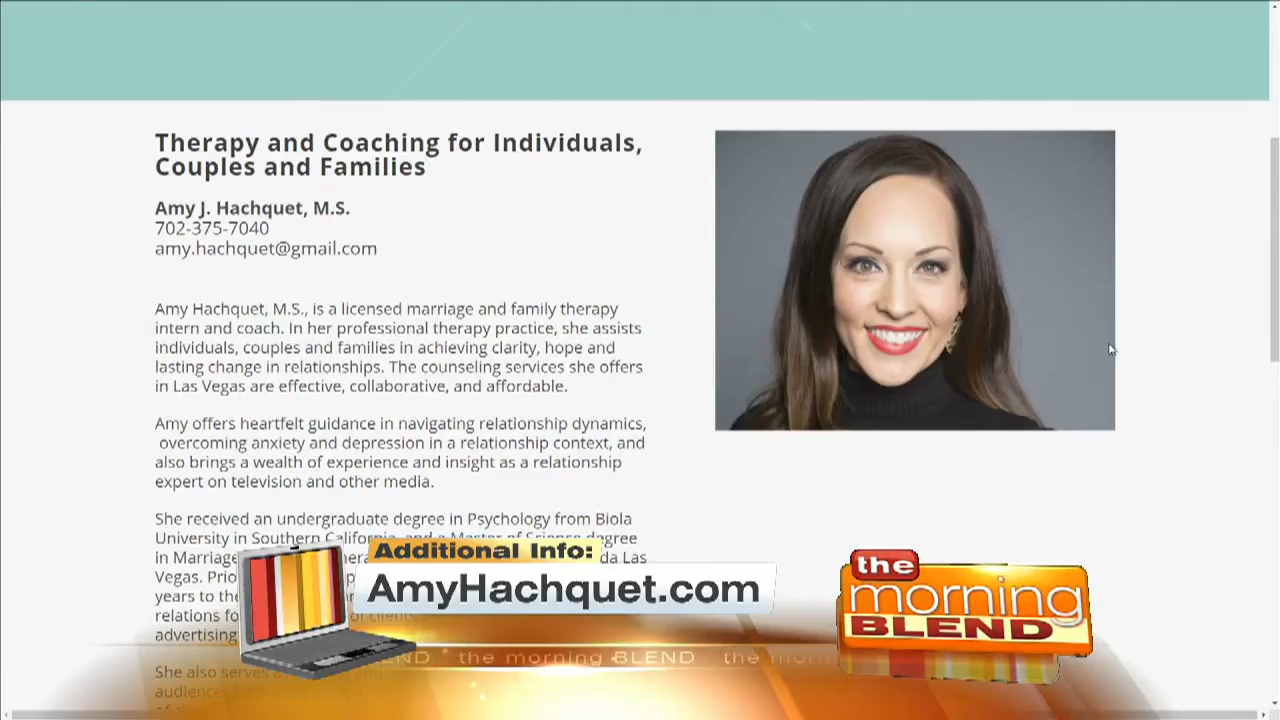 Therapy and Coaching for Individuals,
Couples and Families
Amy J. Hachquet, M.S.
702-375-7040
amy.hachquet@gmail.com
Amy Hachquet, M.S., is a licensed marriage and family therapy
intern and coach. In her professional therapy practice, she assists
individuals, couples and families in achieving clarity, hope and
lasting change in relationships. The counseling services she offers
in Las Vegas are effective, collaborative, and affordable.
Amy offers heartfelt guidance in navigating relationship dynamics,
overcoming anxiety and depression in a relationship context, and
also brings a wealth of experience and insight as a relationship
expert on television and other media.
She received an undergraduate degree in Psychology from Biola
University in Southern California, and a Master of Science degree
in Las
Vegas.
years to the
relations of clients
advertising
She also serves
audience
Additional Info:
AmyHachquet.com
the
morning
BLEND
BLEND the morning BLEND the